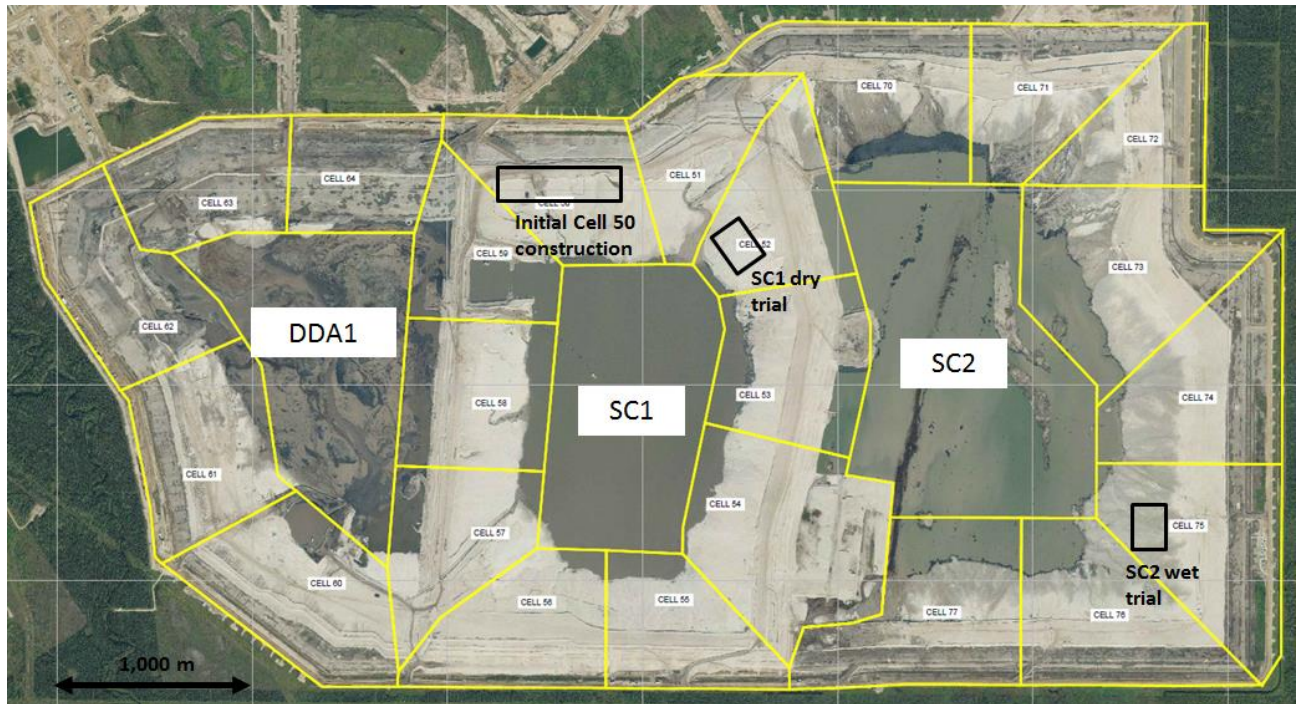 CELL 70
CELL 71
CELL 72
CELL 64
CELL 63
CELL 51
CELL 52
Initial Cell 50
construction
CELL 59
SC1 dry
trial
CELL 73
CELL 62
DDA1
SC2
CELL 53
CELL 74
CELL 58
SC1
CELL 61
CELL 54
CELL 57
CELL 75
SC2 wet
trial
CELL 60
CELL 56
CELL 55
CELL 77
CELL 76
1,000 m